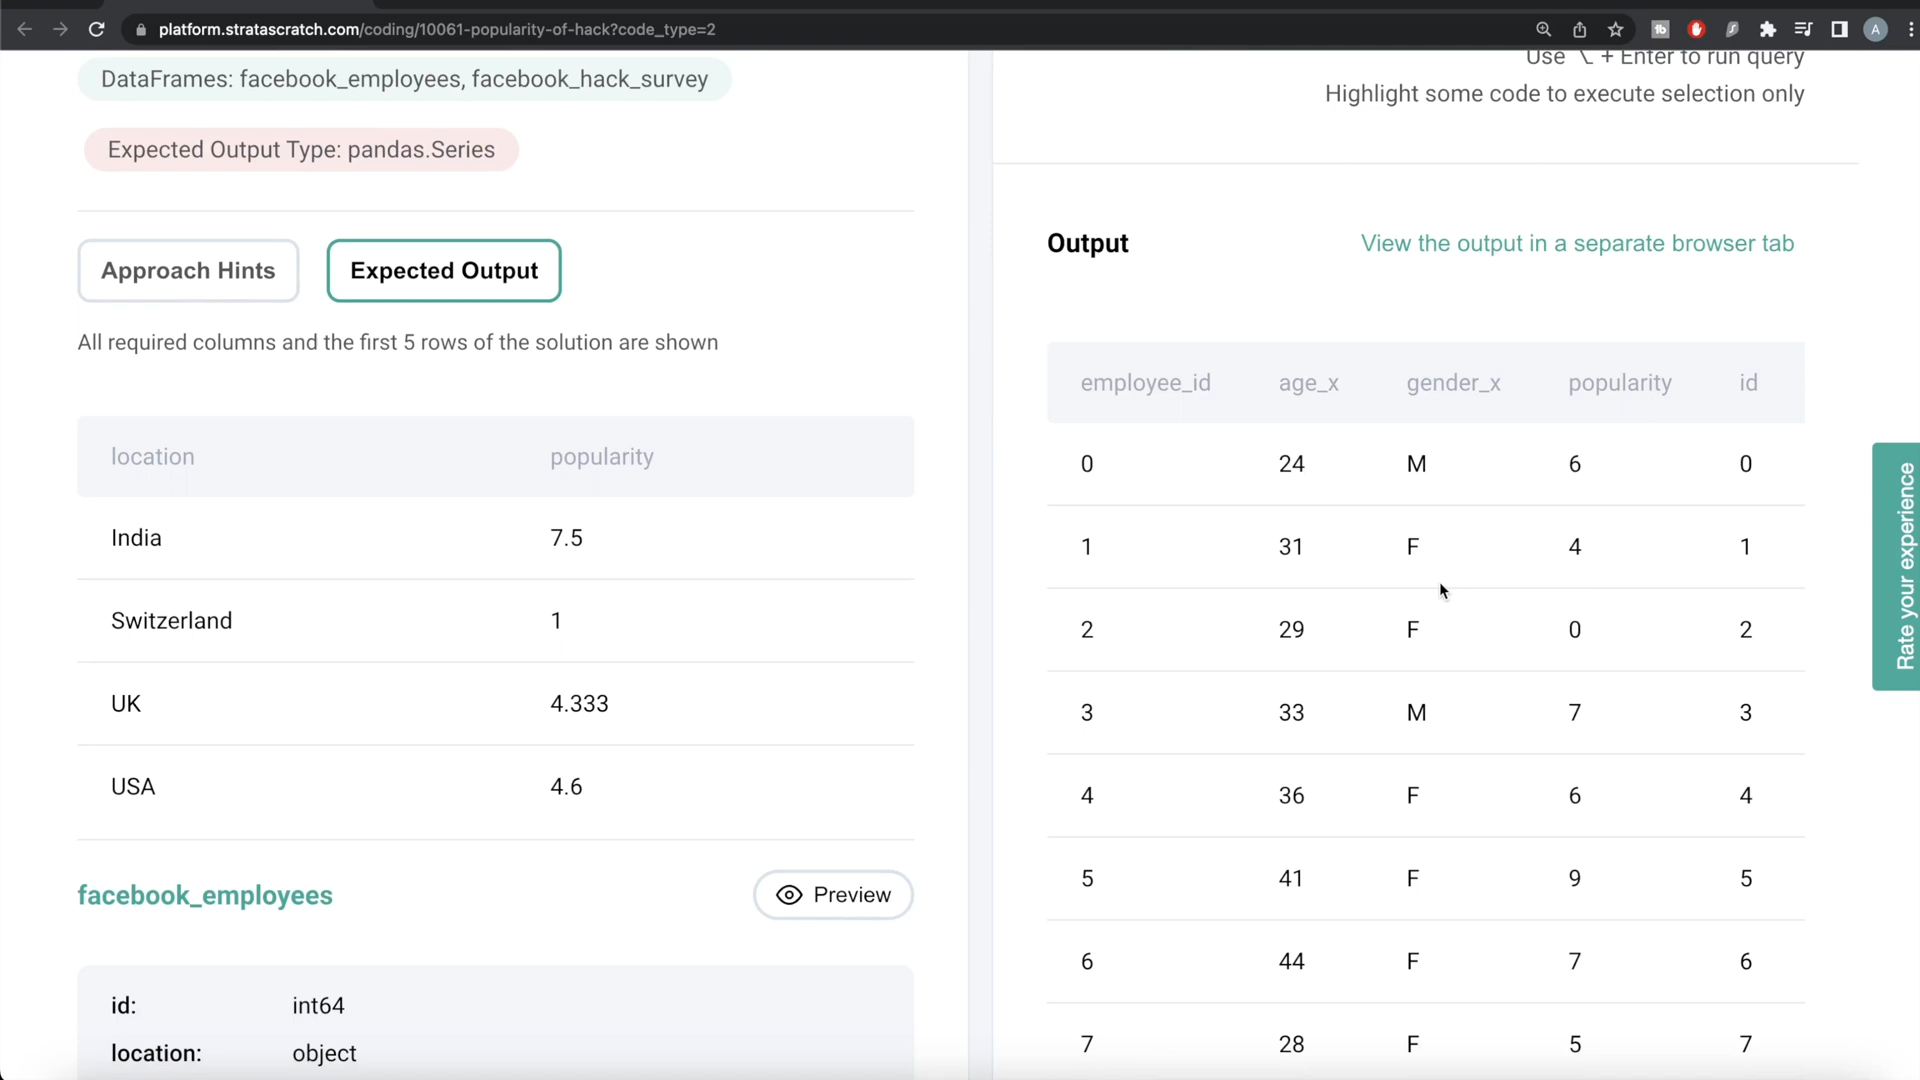 platform.stratascratch.com/coding/10061-popularity-of-hack?code_type=2
A
DataFrames: facebook_employees, facebook_hack_survey
Expected Output Type: pandas.Series
Approach Hints
Expected Output
All required columns and the first 5 rows of the solution are shown
location popularity
India 7.5
Switzerland 1
UK 4.333
USA 4.6
facebook_employees
Preview
id: int64
location: object
Use ⌥ + Enter to run query
Highlight some code to execute selection only
Output
View the output in a separate browser tab
employee_id age_x gender_x popularity id
0 24 M 6 0
1 31 F 4 1
2 29 F 0 2
3 33 M 7 3
4 36 F 6 4
5 41 F 9 5
6 44 F 7 6
7 28 F 5 7
Rate your experience